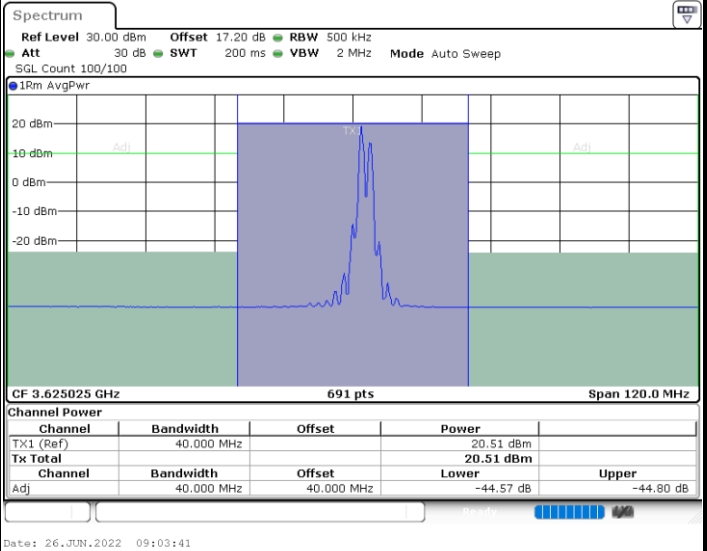 Spectrum
Ref Level 30.00 dBm Offset 17.20 dB RBW 500 kHz
Att 30 dB SWT 200 ms VBW 2 MHz Mode Auto Sweep
SGL Count 100/100
1Rm AvgPwr
20 dBm
TX1
Adj Adj
10 dBm
0 dBm
-10 dBm
-20 dBm
CF 3.625025 GHz 691 pts Span 120.0 MHz
Channel Power
Channel Bandwidth Offset Power
TX1 (Ref) 40.000 MHz 20.51 dBm
Tx Total 20.51 dBm
Channel Bandwidth Offset Lower Upper
Adj 40.000 MHz 40.000 MHz -44.57 dB -44.80 dB
Ready
Date: 26.JUN.2022 09:03:41